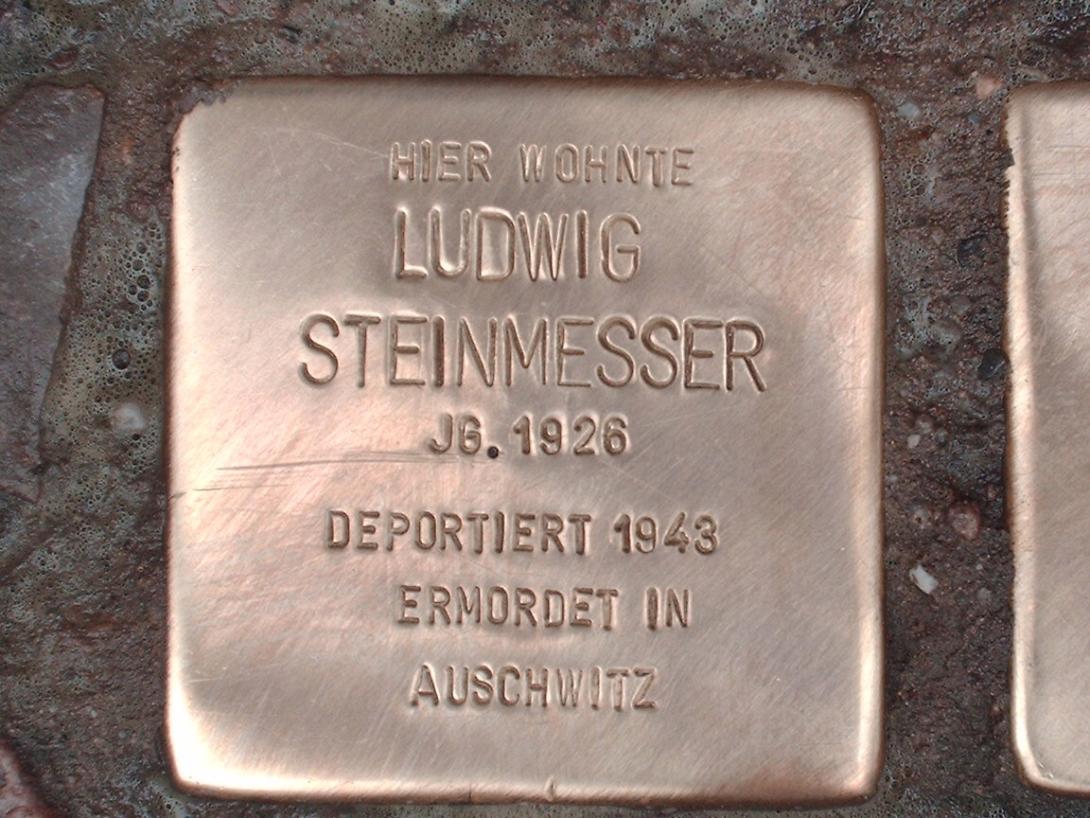 HIER WOHNTE
LUDWIG
STEINMESSER
JG. 1926
DEPORTIERT 1943
ERMORDET IN
AUSCHWITZ